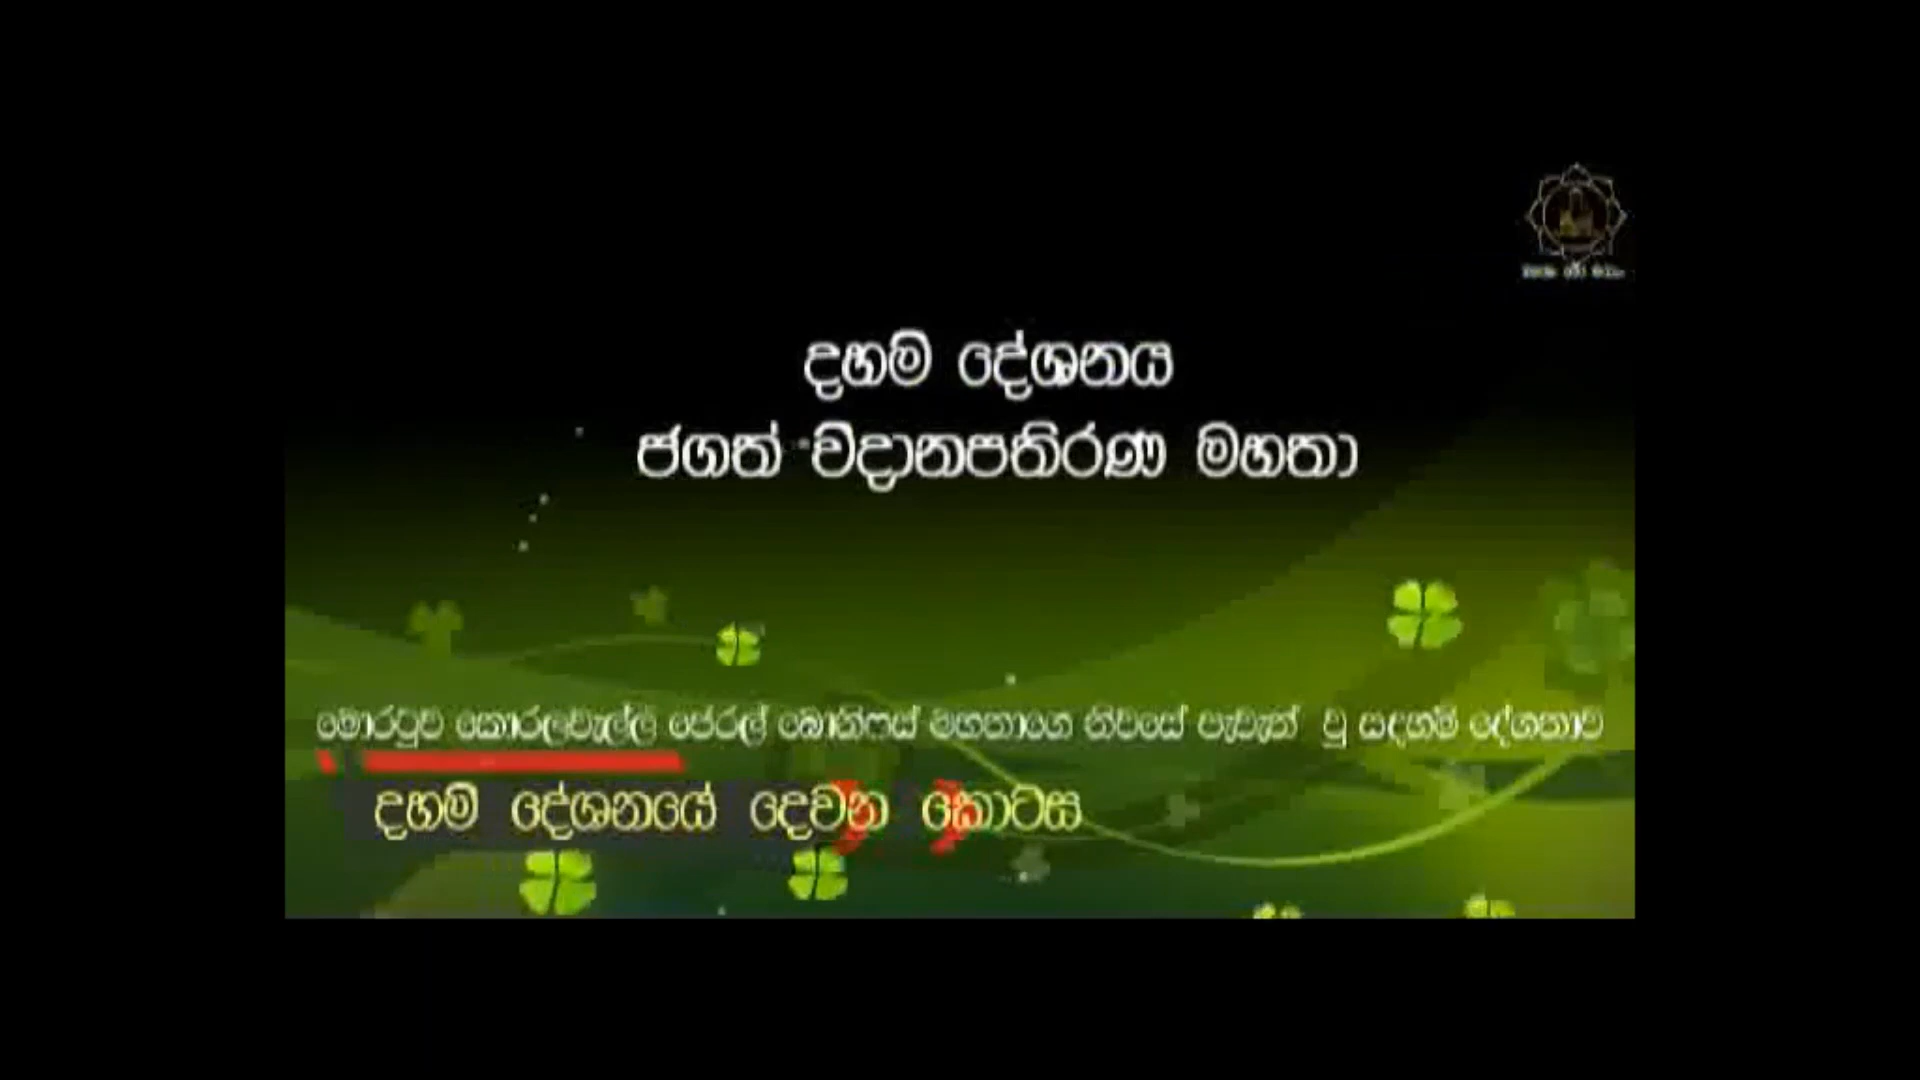 දහම් දේශනය
ජගත් විදානපතිරණ මහතා
මොරටුව කොරලවැල්ල ජේරල් බොනිෆස් මහතාගෙ නිවසේ පැවැත් වූ සදහම් දේශනාව
දහම් දේශනයේ දෙවන කොටස